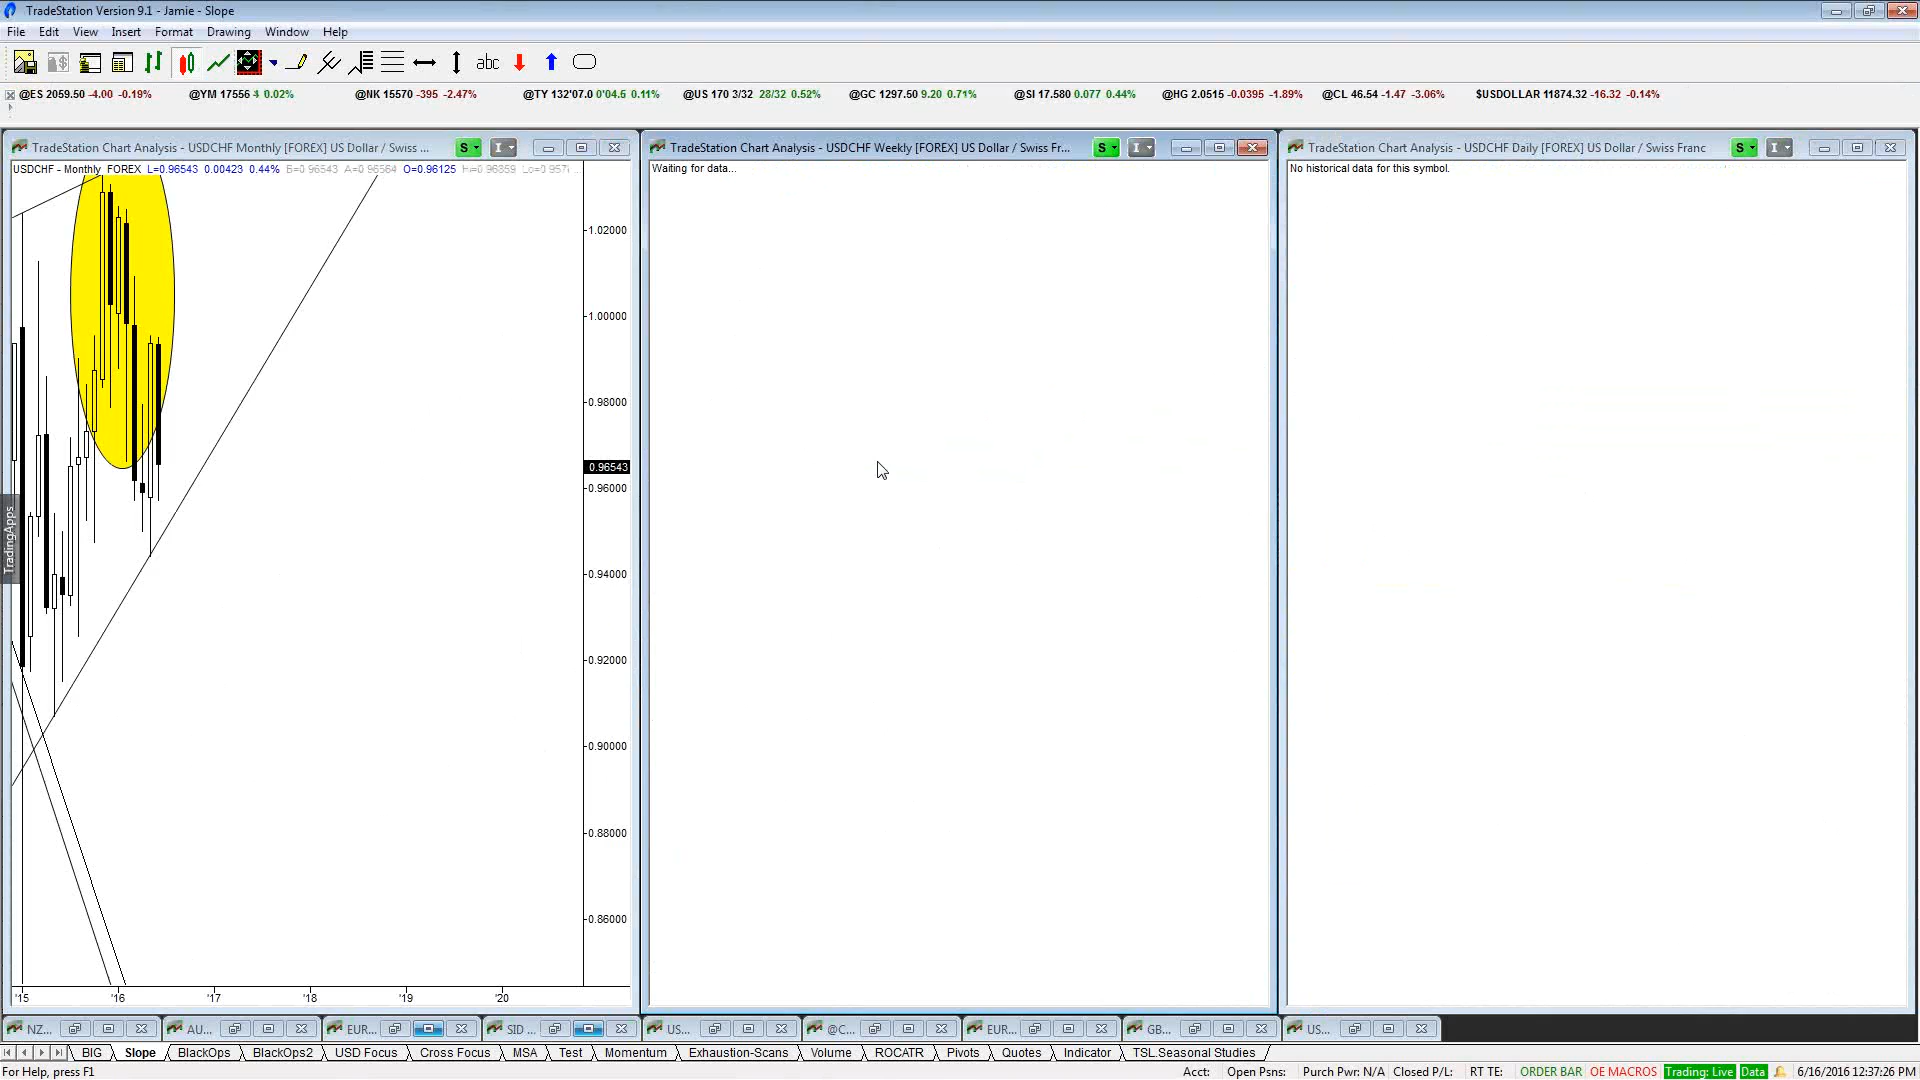 TradeStation Version 9.1 - Jamie - Slope
File Edit View Insert Format Drawing Window Help
abc
@ES 2059.50 -4.00 -0.19% @YM 17556 4 0.02% @NK 15570 -395 -2.47% @TY 132'07.0 0'04.6 0.11% @US 170 3/32 28/32 0.52% @GC 1297.50 9.20 0.71% @SI 17.580 0.077 0.44% @HG 2.0515 -0.0395 -1.89% @CL 46.54 -1.47 -3.06% $USDOLLAR 11874.32 -16.32 -0.14%
TradeStation Chart Analysis - USDCHF Monthly [FOREX] US Dollar / Swiss ... S I
TradeStation Chart Analysis - USDCHF Weekly [FOREX] US Dollar / Swiss Fr... S I
TradeStation Chart Analysis - USDCHF Daily [FOREX] US Dollar / Swiss Franc S I
USDCHF - Monthly FOREX L=0.96543 0.00423 0.44% B=0.96543 A=0.96564 O=0.96125 Hi=0.96859
Waiting for data...
No historical data for this symbol.
1.02000
1.00000
0.98000
0.96543
0.96000
0.94000
0.92000
0.90000
0.88000
0.86000
TradingApps
'15 '16 '17 '18 '19 '20
NZ... AU... EUR... SID ... US... @C... EUR... GB... US...
BIG Slope BlackOps BlackOps2 USD Focus Cross Focus MSA Test Momentum Exhaustion-Scans Volume ROCATR Pivots Quotes Indicator TSL.Seasonal Studies
For Help, press F1
Acct: Open Psns: Purch Pwr: N/A Closed P/L: RT TE: ORDER BAR OE MACROS Trading: Live Data 6/16/2016 12:37:26 PM